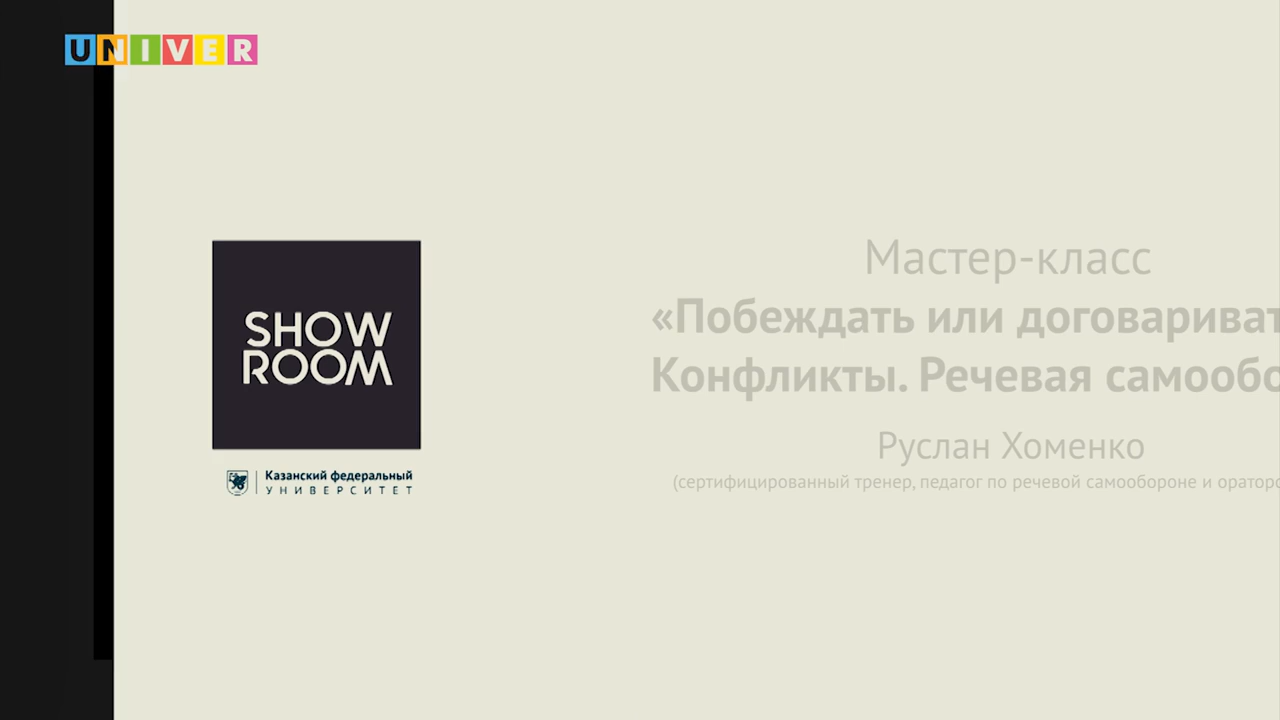 UNIVER
SHOW
ROOM
Казанский федеральный
УНИВЕРСИТЕТ
Мастер-класс
«Побеждать или договариват
Конфликты. Речевая самообо
Руслан Хоменко
(сертифицированный тренер, педагог по речевой самообороне и ораторс